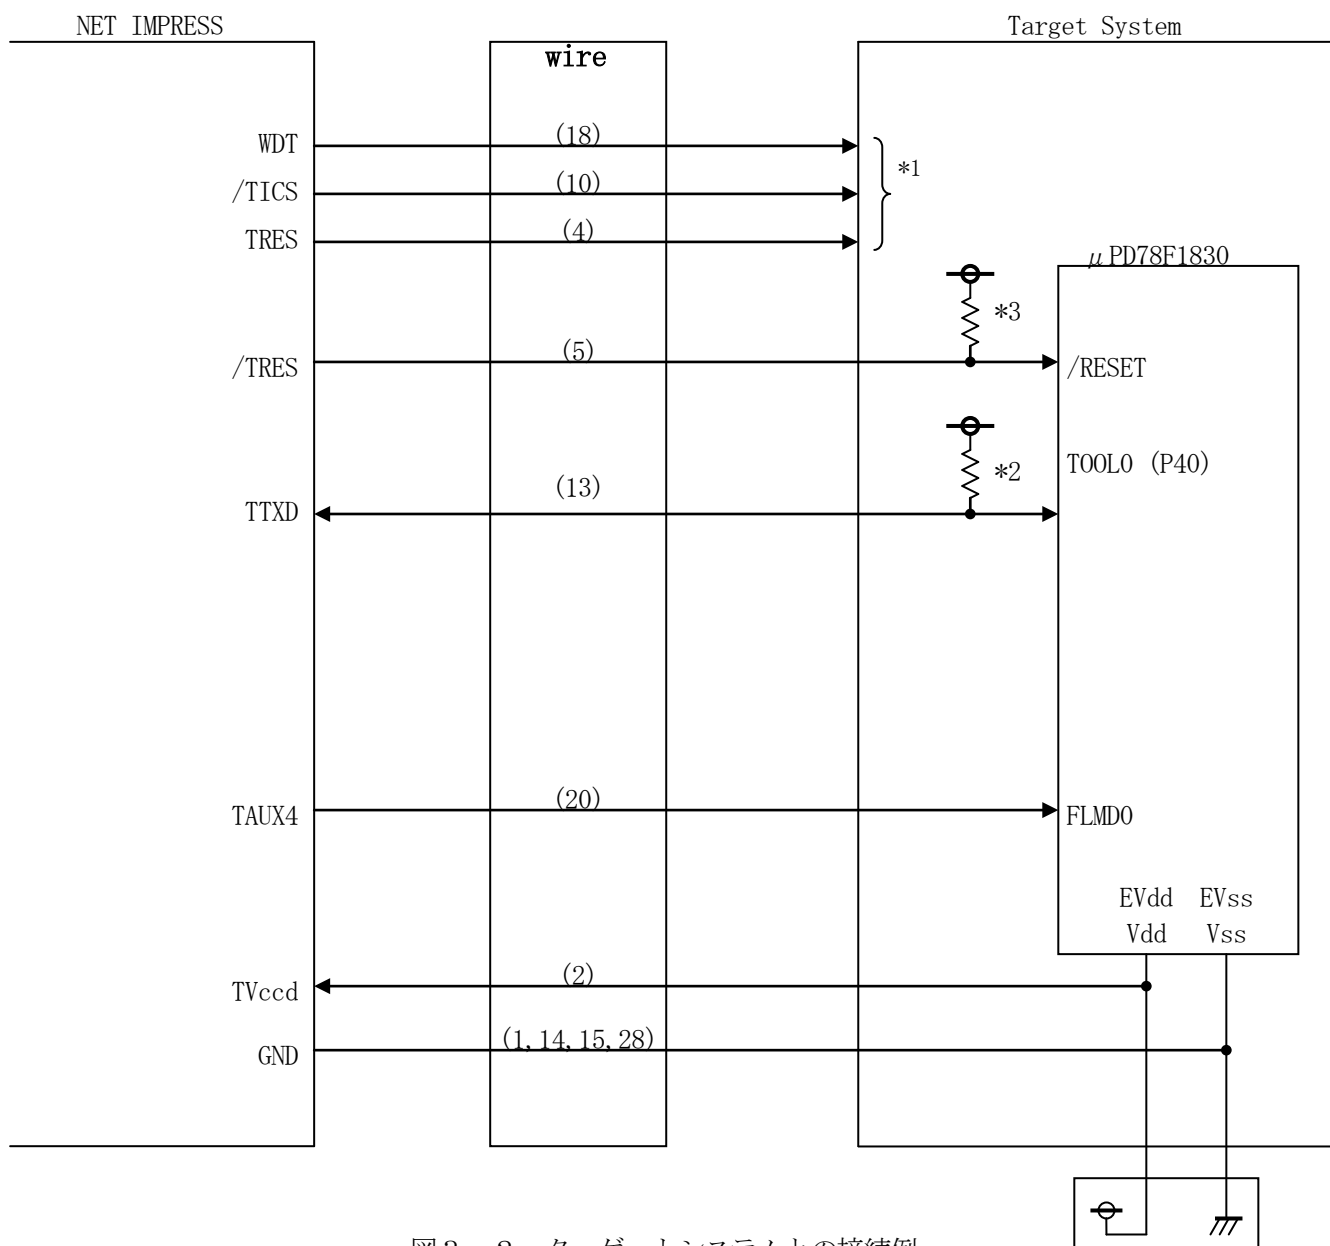 NET IMPRESS
Target System
wire
WDT
(18)
*1
/TICS
(10)
TRES
(4)
μPD78F1830
*3
/TRES
(5)
/RESET
*2
TOOL0 (P40)
TTXD
(13)
TAUX4
(20)
FLMD0
EVdd EVss
Vdd Vss
TVccd
(2)
GND
(1,14,15,28)